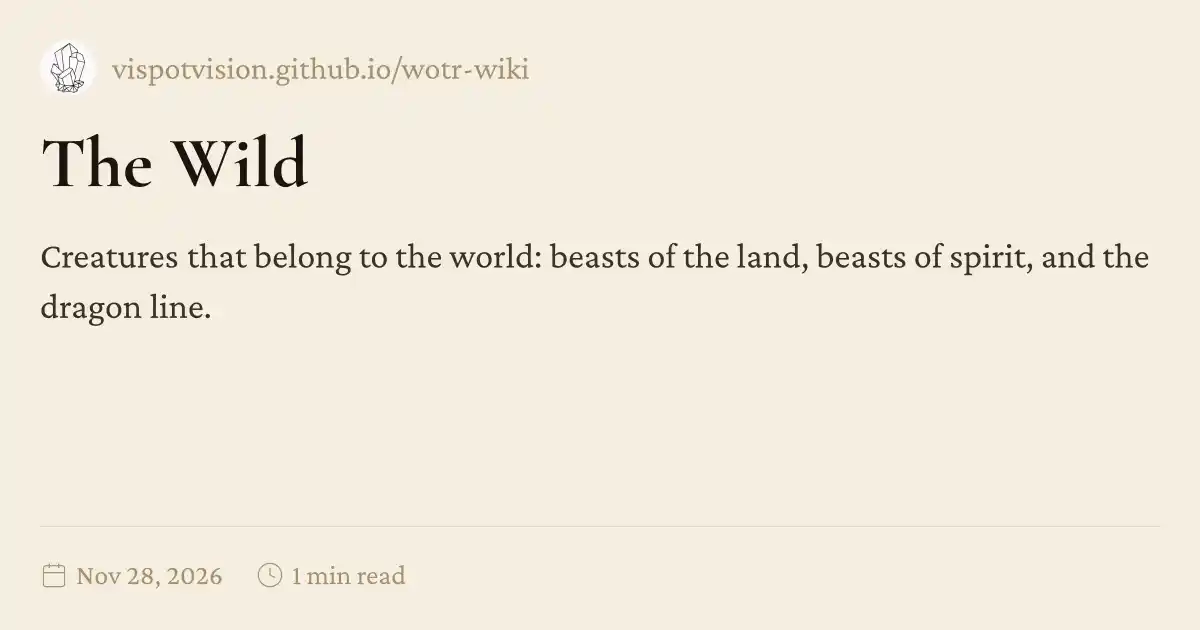 vispotvision.github.io/wotr-wiki
The Wild
Creatures that belong to the world: beasts of the land, beasts of spirit, and the
dragon line.
Nov 28, 2026 1 min read